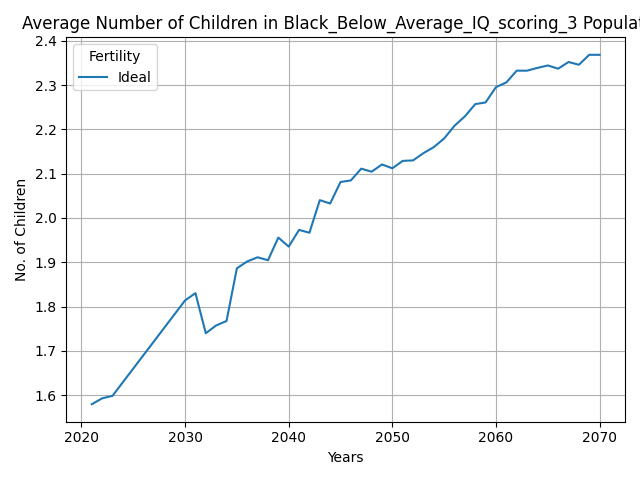 Average Number of Children in Black_Below_Average_IQ_scoring_3 Populat
Fertility
Ideal
No. of Children
2.4
2.3
2.2
2.1
2.0
1.9
1.8
1.7
1.6
2020 2030 2040 2050 2060 2070
Years